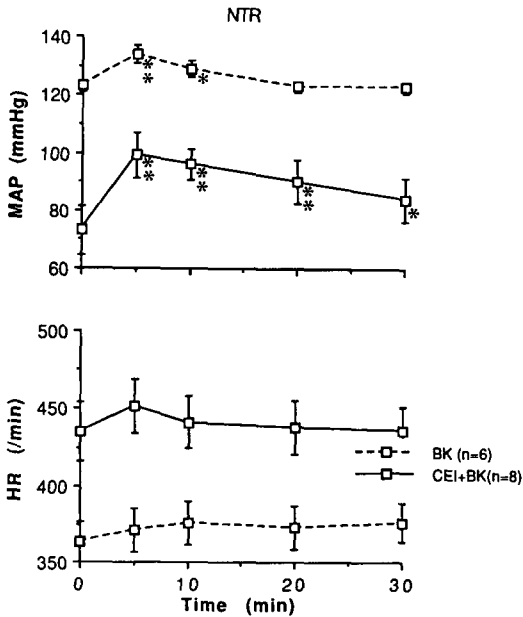 NTR
140
120
100
80
60
MAP (mmHg)
**
*
**
**
**
*
500
450
400
350
HR (/min)
BK (n=6)
CEI+BK(n=8)
0 10 20 30
Time (min)